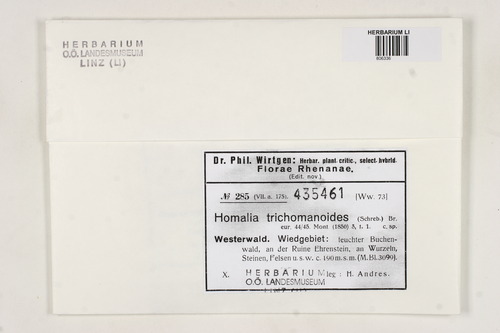 HERBARIUM
O.Ö. LANDESMUSEUM
LINZ (LI)
HERBARIUM LI
606336
Dr. Phil. Wirtgen: Herbar. plant. critic., select. hybrid.
Florae Rhenanae,
(Edit. nov.)
№ 285 (VII. a. 175). 435461 [Ww. 73]
Homalia trichomanoides (Schreb.) Br.
eur. 44/45. Mont (1850) 5, t. 1. c. sp.
Westerwald. Wiedgebiet: feuchter Buchen-
wald, an der Ruine Ehrenstein, an Wurzeln,
Steinen, Felsen u. s. w. c. 190 m. s. m. (M. Bl. 3099).
X. HERBARIUM leg: H. Andres.
O.Ö. LANDESMUSEUM